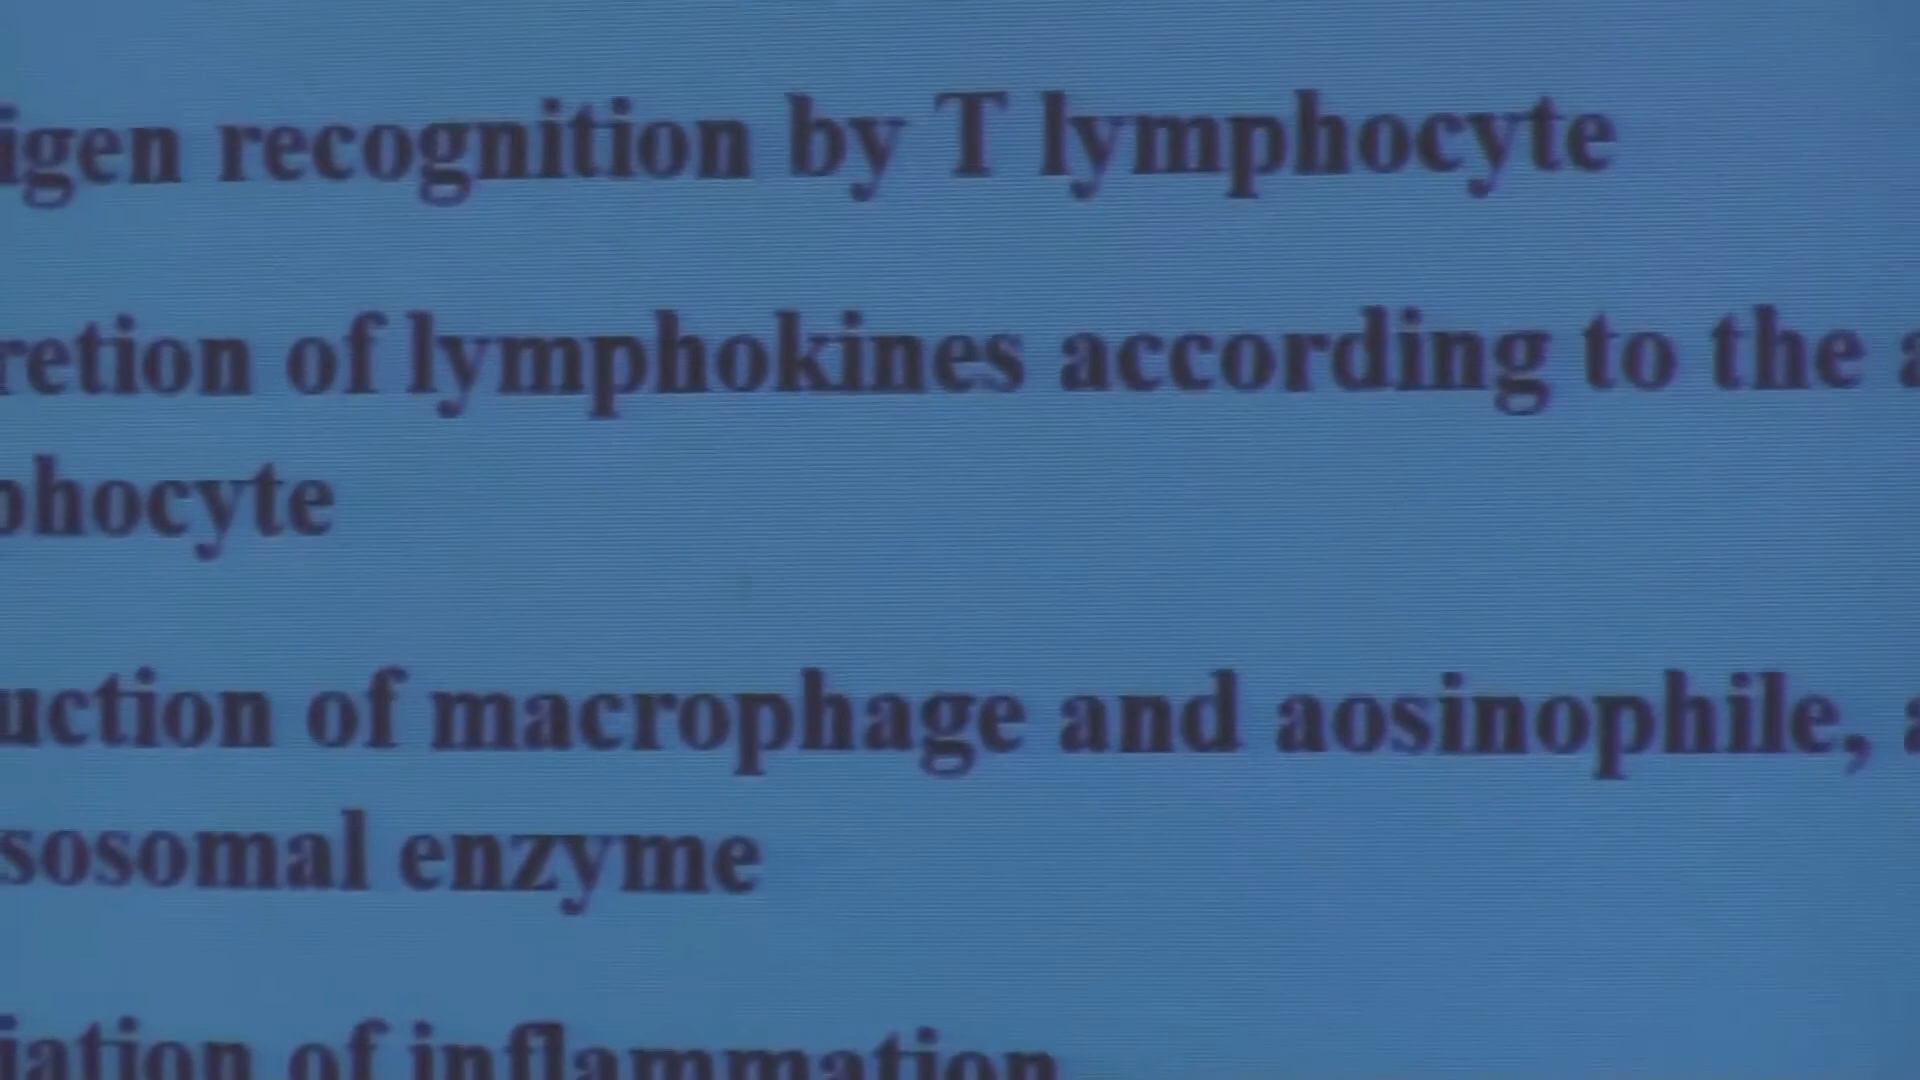 igen recognition by T lymphocyte
retion of lymphokines according to the a
phocyte
uction of macrophage and aosinophile, a
sosomal enzyme
iation of inflammation